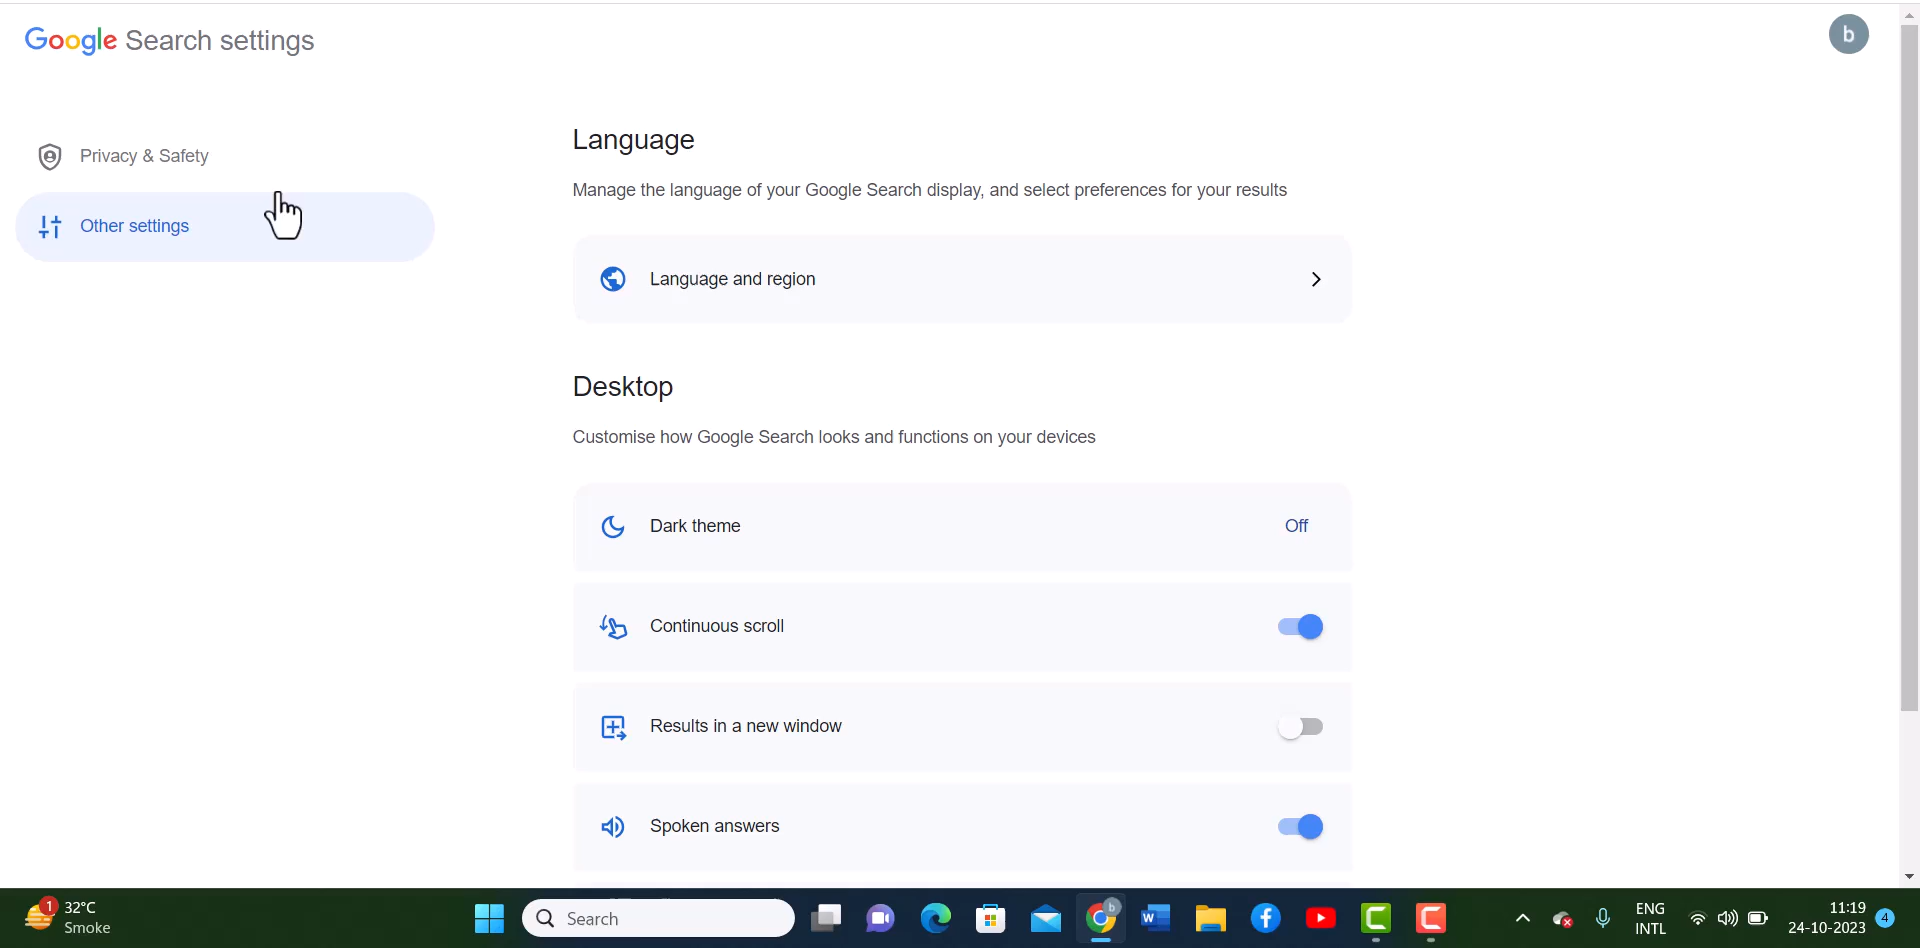 Google Search settings
b
Privacy & Safety
Other settings
Language
Manage the language of your Google Search display, and select preferences for your results
Language and region
Desktop
Customise how Google Search looks and functions on your devices
Dark theme
Off
Continuous scroll
Results in a new window
Spoken answers
1
32°C
Smoke
Search
b
W
ENG
INTL
11:19
24-10-2023
4